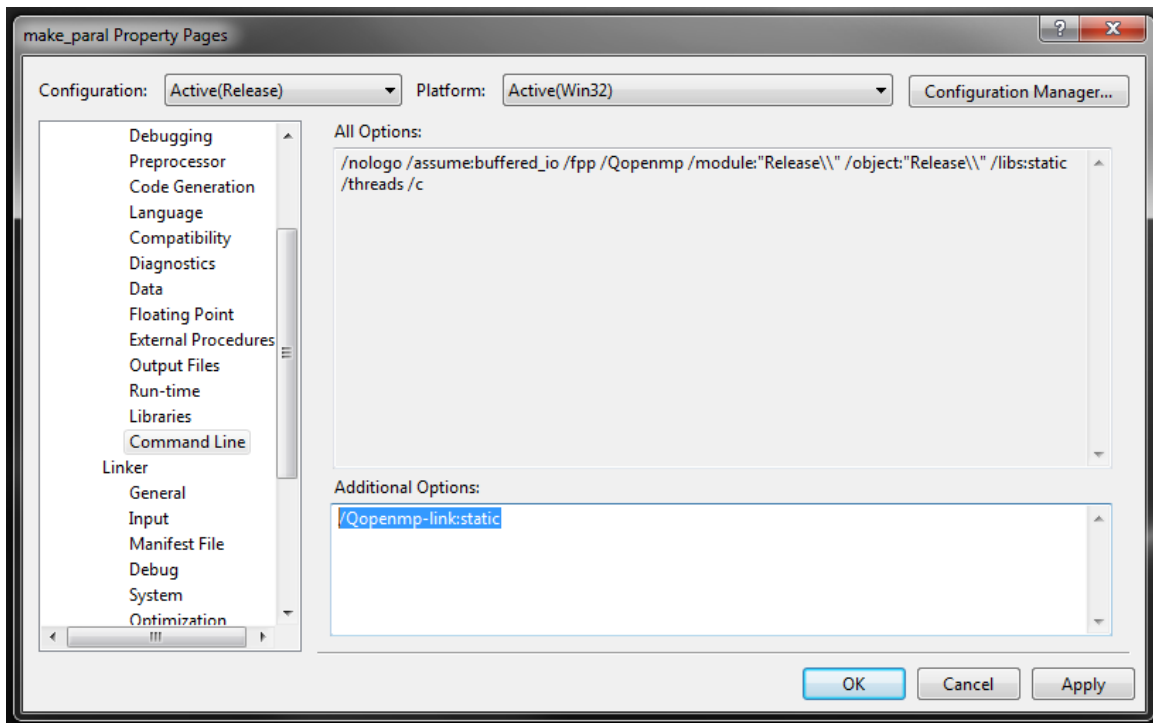 make_paral Property Pages
Configuration: Active(Release) Platform: Active(Win32) Configuration Manager...
Debugging
Preprocessor
Code Generation
Language
Compatibility
Diagnostics
Data
Floating Point
External Procedures
Output Files
Run-time
Libraries
Command Line
Linker
General
Input
Manifest File
Debug
System
Optimization
All Options:
/nologo /assume:buffered_io /fpp /Qopenmp /module:"Release\\" /object:"Release\\" /libs:static
/threads /c
Additional Options:
/Qopenmp-link:static
OK Cancel Apply